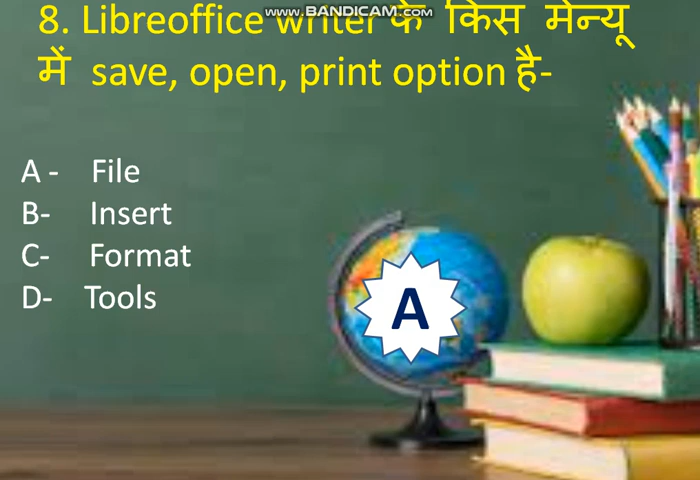 www.BANDICAM.com
8. Libreoffice writer के किस मेन्यू
में save, open, print option है-
A - File
B- Insert
C- Format
D- Tools
A